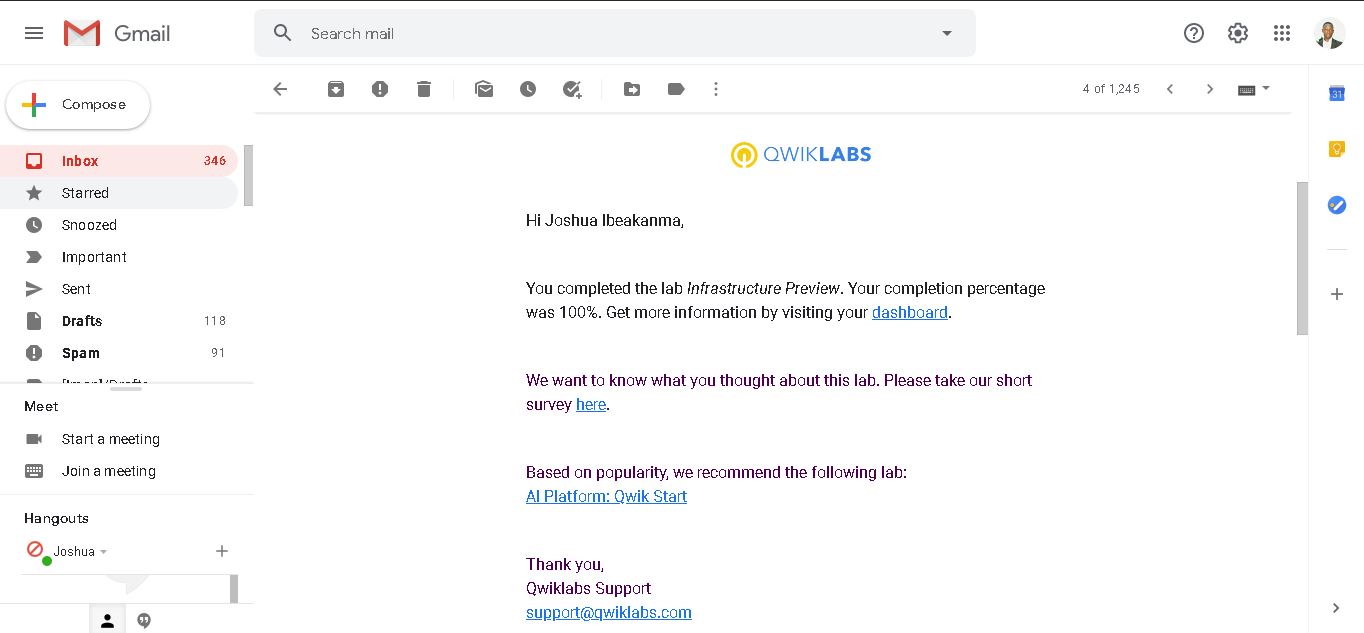 Gmail
Search mail
Compose
4 of 1,245
31
Inbox 346
Starred
Snoozed
Important
Sent
Drafts 118
Spam 91
[Imap]/Drafts
Meet
Start a meeting
Join a meeting
Hangouts
Joshua
QWIKLABS
Hi Joshua Ibeakanma,
You completed the lab Infrastructure Preview. Your completion percentage
was 100%. Get more information by visiting your dashboard.
We want to know what you thought about this lab. Please take our short
survey here.
Based on popularity, we recommend the following lab:
AI Platform: Qwik Start
Thank you,
Qwiklabs Support
support@qwiklabs.com